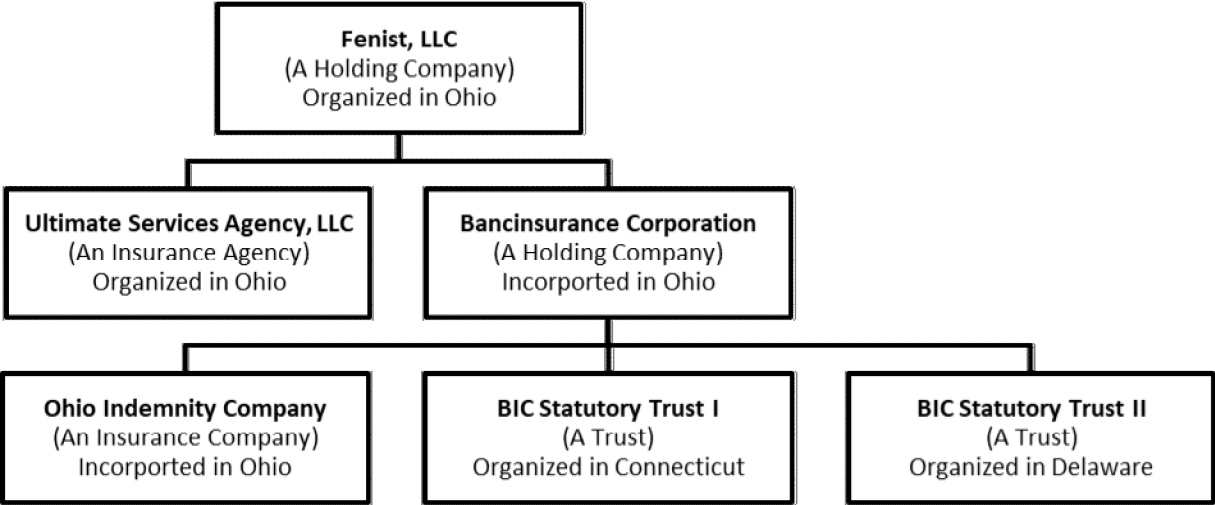 Fenist, LLC
(A Holding Company)
Organized in Ohio
Ultimate Services Agency, LLC
(An Insurance Agency)
Organized in Ohio
Bancinsurance Corporation
(A Holding Company)
Incorported in Ohio
Ohio Indemnity Company
(An Insurance Company)
Incorported in Ohio
BIC Statutory Trust I
(A Trust)
Organized in Connecticut
BIC Statutory Trust II
(A Trust)
Organized in Delaware